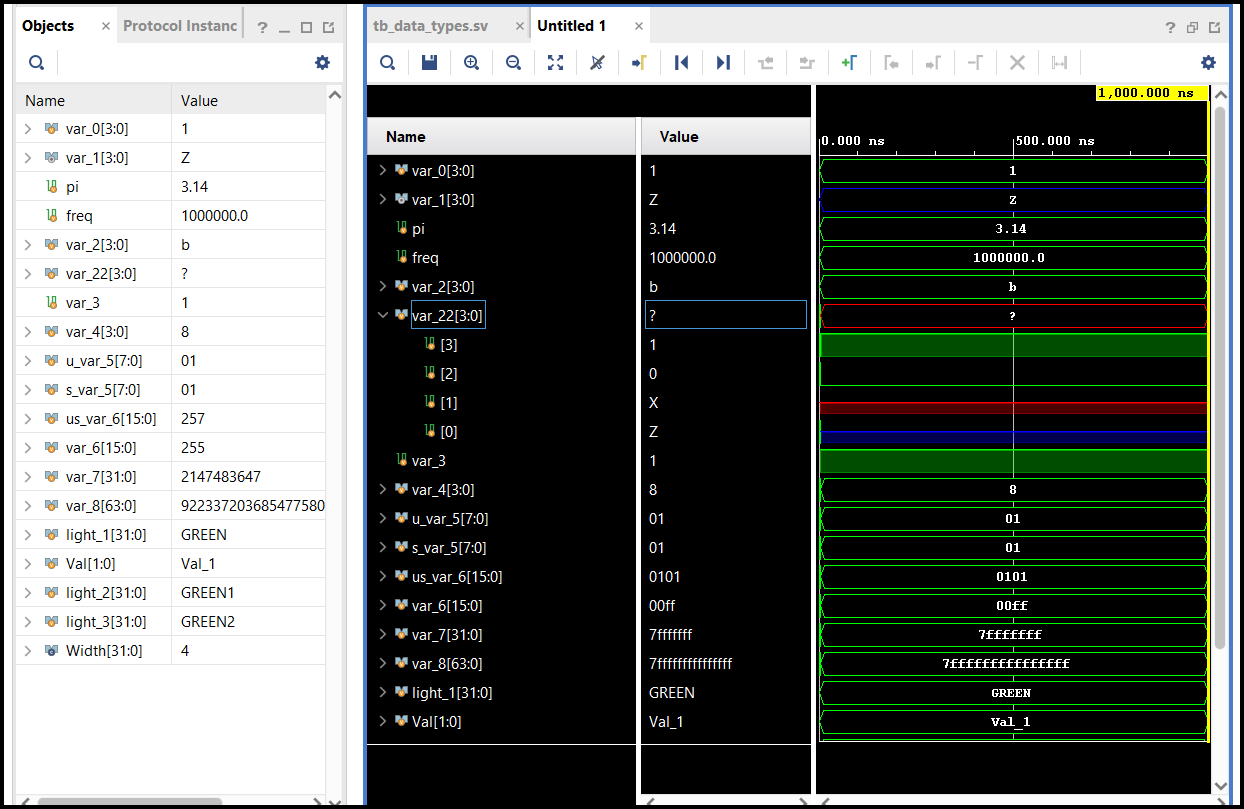 Objects × Protocol Instanc ?
Name Value
var_0[3:0] 1
var_1[3:0] Z
pi 3.14
freq 1000000.0
var_2[3:0] b
var_22[3:0] ?
var_3 1
var_4[3:0] 8
u_var_5[7:0] 01
s_var_5[7:0] 01
us_var_6[15:0] 257
var_6[15:0] 255
var_7[31:0] 2147483647
var_8[63:0] 922337203685477580
light_1[31:0] GREEN
Val[1:0] Val_1
light_2[31:0] GREEN1
light_3[31:0] GREEN2
Width[31:0] 4
tb_data_types.sv × Untitled 1 × ?
1,000.000 ns
Name Value
0.000 ns 500.000 ns
var_0[3:0] 1 1
var_1[3:0] Z Z
pi 3.14 3.14
freq 1000000.0 1000000.0
var_2[3:0] b b
var_22[3:0] ? ?
[3] 1
[2] 0
[1] X
[0] Z
var_3 1
var_4[3:0] 8 8
u_var_5[7:0] 01 01
s_var_5[7:0] 01 01
us_var_6[15:0] 0101 0101
var_6[15:0] 00ff 00ff
var_7[31:0] 7fffffff 7fffffff
var_8[63:0] 7fffffffffffffff 7fffffffffffffff
light_1[31:0] GREEN GREEN
Val[1:0] Val_1 Val_1